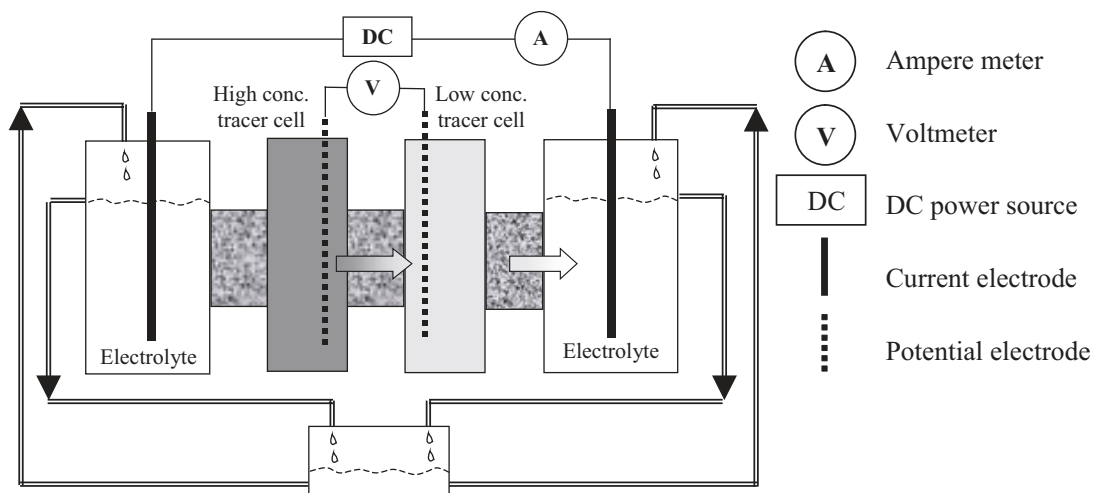 DC
A
V
High conc.
tracer cell
Low conc.
tracer cell
Electrolyte
Electrolyte
A
Ampere meter
V
Voltmeter
DC
DC power source
Current electrode
Potential electrode